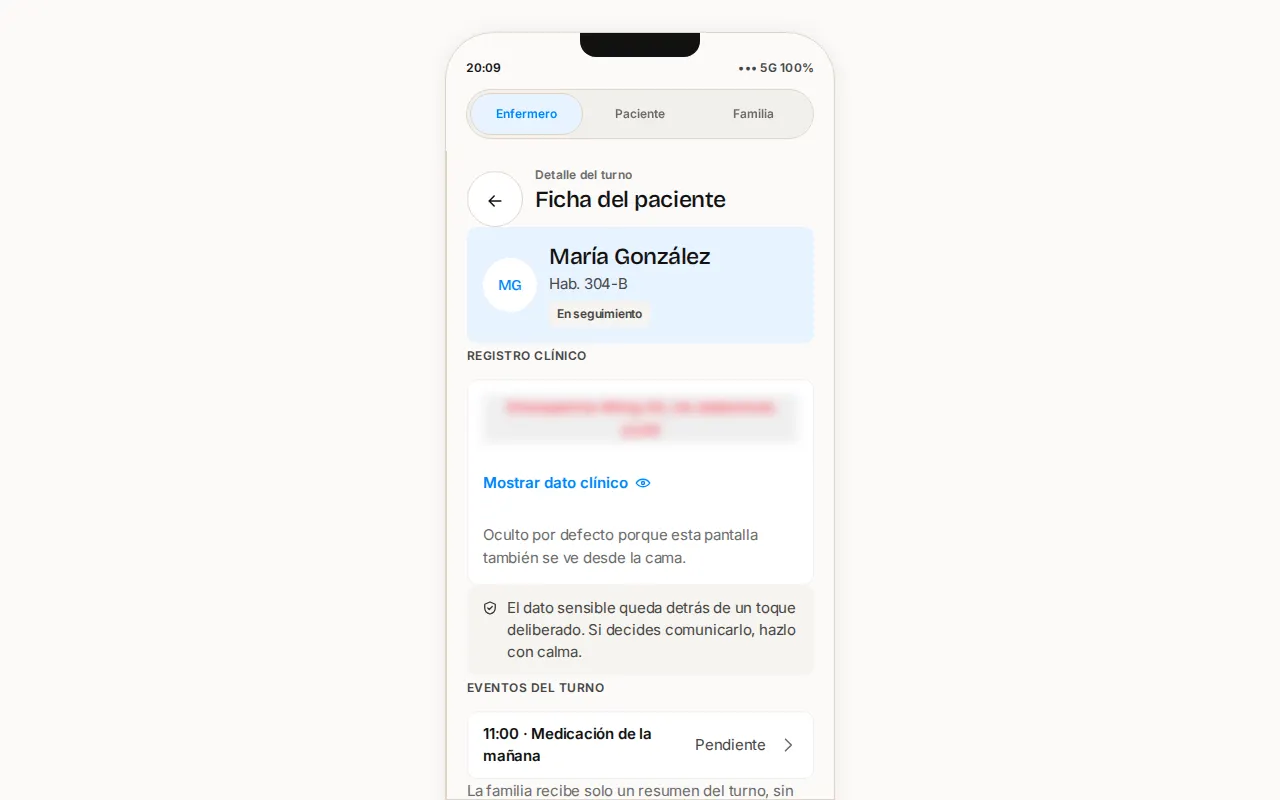 20:09
••• 5G 100%
Enfermero
Paciente
Familia
Detalle del turno
Ficha del paciente
MG
María González
Hab. 304-B
En seguimiento
REGISTRO CLÍNICO
Mostrar dato clínico
Oculto por defecto porque esta pantalla
también se ve desde la cama.
El dato sensible queda detrás de un toque
deliberado. Si decides comunicarlo, hazlo
con calma.
EVENTOS DEL TURNO
11:00 · Medicación de la
mañana
Pendiente
La familia recibe solo un resumen del turno, sin